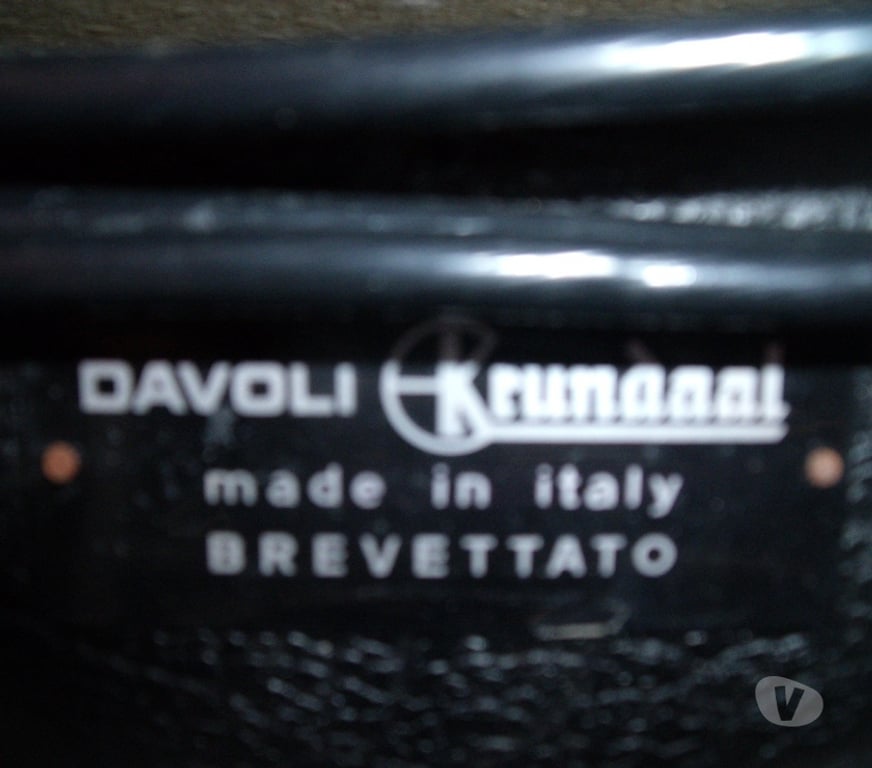 DAVOLI Krundaal
made in italy
BREVETTATO
V